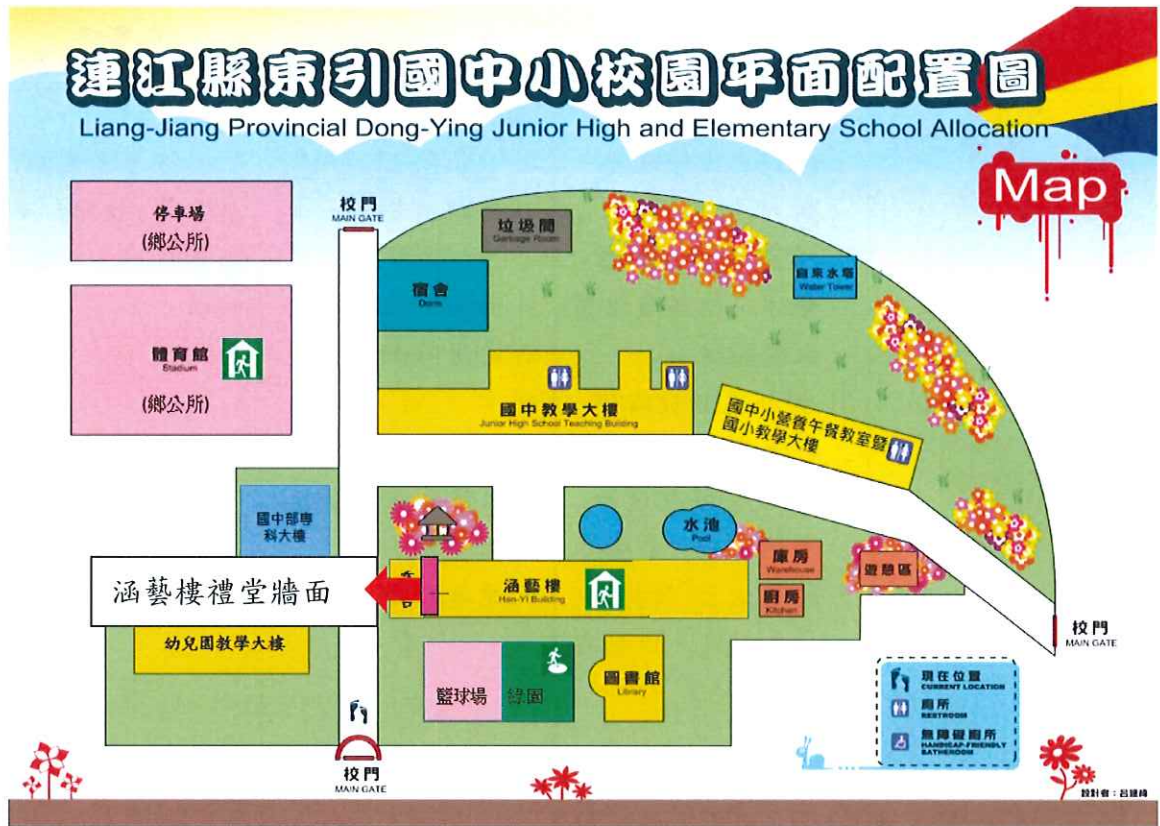 連江縣東引國中小校園平面配置圖
Liang-Jiang Provincial Dong-Ying Junior High and Elementary School Allocation
Map
停車場
(鄉公所)
校門
MAIN GATE
垃圾間
Garbage Room
自來水塔
Water Tower
宿舍
Dorm
體育館
Stadium
(鄉公所)
國中教學大樓
Junior High School Teaching Building
國中小營養午餐教室暨
國小教學大樓
國中部專
科大樓
水池
Pool
庫房
Warehouse
遊憩區
涵藝樓禮堂牆面
涵藝樓
Han-Yi Building
廚房
Kitchen
幼兒園教學大樓
校門
MAIN GATE
籃球場
綠園
圖書館
Library
現在位置
CURRENT LOCATION
廁所
RESTROOM
無障礙廁所
HANDICAP-FRIENDLY
BATHEROOM
校門
MAIN GATE